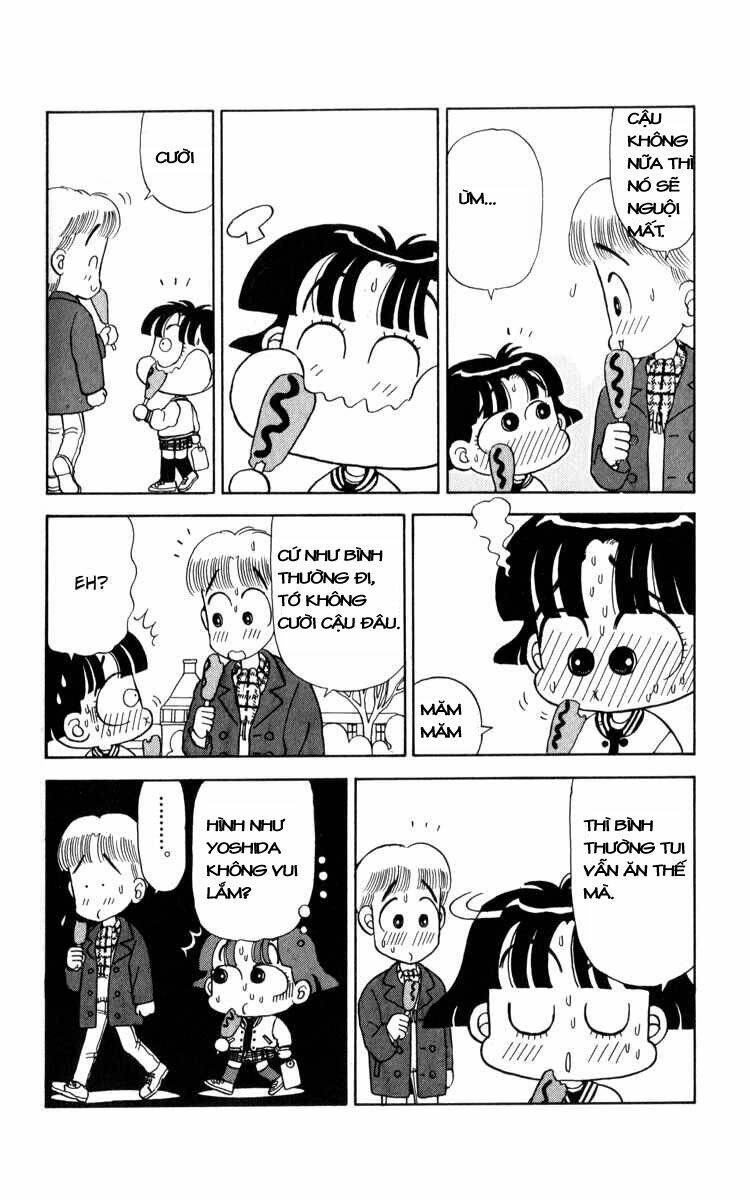 CẬU
KHÔNG
NỮA THÌ
NÓ SẼ
NGUỘI
MẤT.
ỪM...
CƯỜI
MĂM
MĂM
CỨ NHƯ BÌNH
THƯỜNG ĐI,
TỚ KHÔNG
CƯỜI CẬU ĐÂU.
EH?
THÌ BÌNH
THƯỜNG TUI
VẪN ĂN THẾ
MÀ.
HÌNH NHƯ
YOSHIDA
KHÔNG VUI
LẮM?
.........